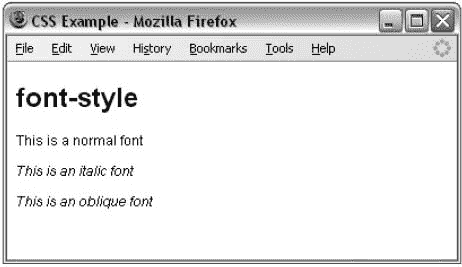 CSS Example - Mozilla Firefox
File Edit View History Bookmarks Tools Help
font-style
This is a normal font
This is an italic font
This is an oblique font